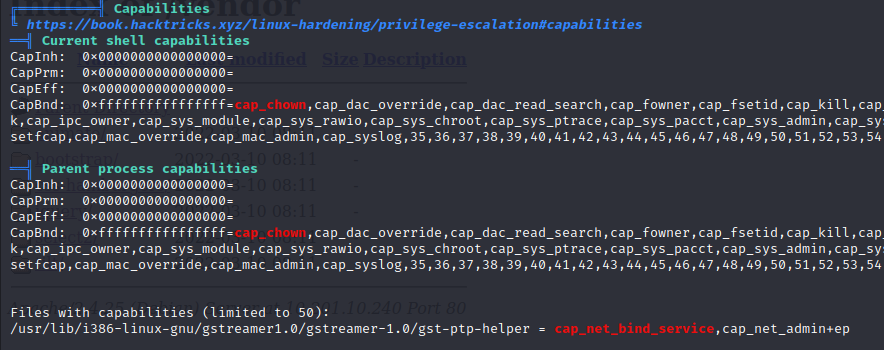 Capabilities
https://book.hacktricks.xyz/linux-hardening/privilege-escalation#capabilities
Current shell capabilities
CapInh: 0×0000000000000000=
CapPrm: 0×0000000000000000=
CapEff: 0×0000000000000000=
CapBnd: 0×ffffffffffffffff=cap_chown,cap_dac_override,cap_dac_read_search,cap_fowner,cap_fsetid,cap_kill,cap_
k,cap_ipc_owner,cap_sys_module,cap_sys_rawio,cap_sys_chroot,cap_sys_ptrace,cap_sys_pacct,cap_sys_admin,cap_sys
setfcap,cap_mac_override,cap_mac_admin,cap_syslog,35,36,37,38,39,40,41,42,43,44,45,46,47,48,49,50,51,52,53,54
Parent process capabilities
CapInh: 0×0000000000000000=
CapPrm: 0×0000000000000000=
CapEff: 0×0000000000000000=
CapBnd: 0×ffffffffffffffff=cap_chown,cap_dac_override,cap_dac_read_search,cap_fowner,cap_fsetid,cap_kill,cap_
k,cap_ipc_owner,cap_sys_module,cap_sys_rawio,cap_sys_chroot,cap_sys_ptrace,cap_sys_pacct,cap_sys_admin,cap_sys
setfcap,cap_mac_override,cap_mac_admin,cap_syslog,35,36,37,38,39,40,41,42,43,44,45,46,47,48,49,50,51,52,53,54
Files with capabilities (limited to 50):
/usr/lib/i386-linux-gnu/gstreamer1.0/gstreamer-1.0/gst-ptp-helper = cap_net_bind_service,cap_net_admin+ep